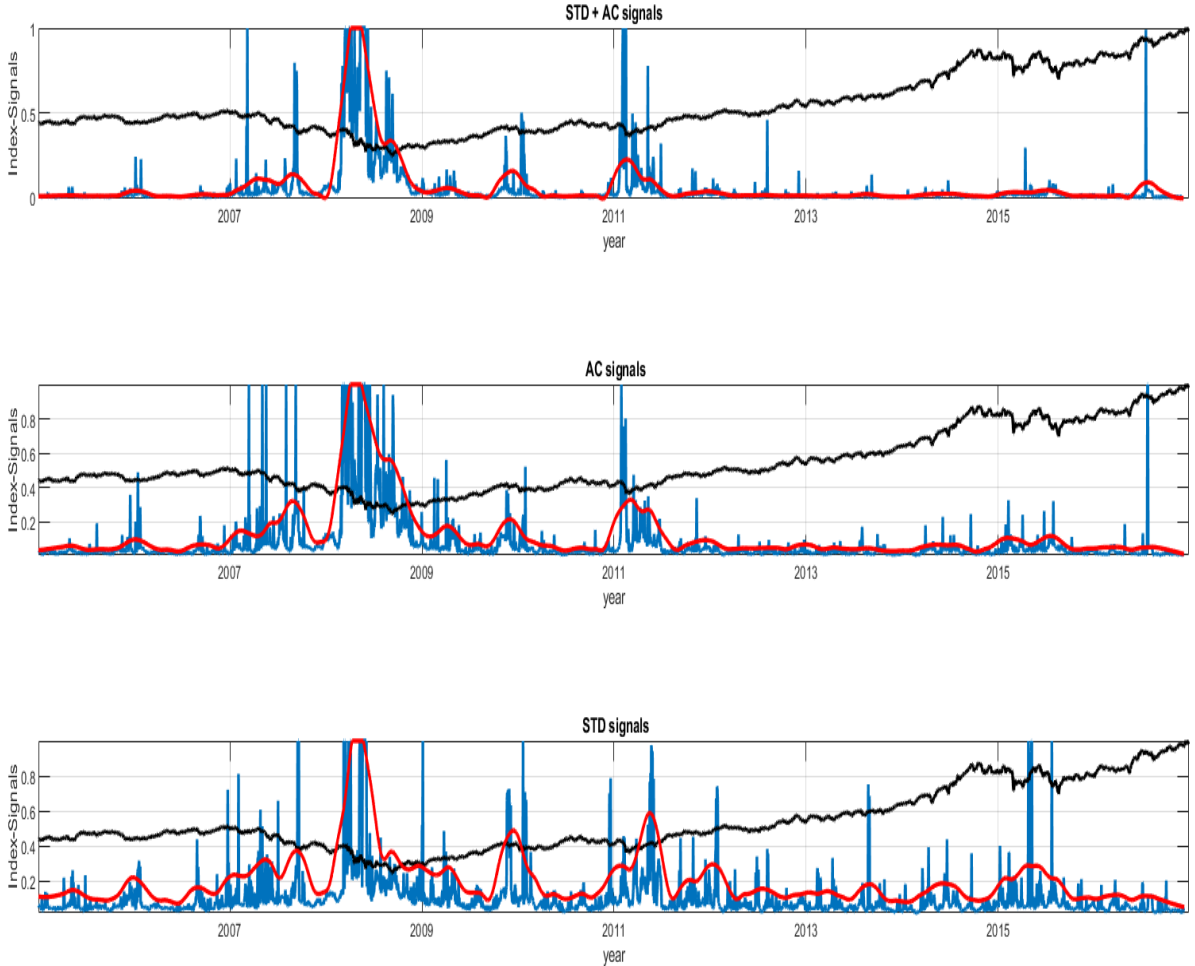 STD + AC signals
1
0.5
0
Index-Signals
2007 2009 2011 2013 2015
year
AC signals
0.8
0.6
0.4
0.2
Index-Signals
2007 2009 2011 2013 2015
year
STD signals
0.8
0.6
0.4
0.2
Index-Signals
2007 2009 2011 2013 2015
year